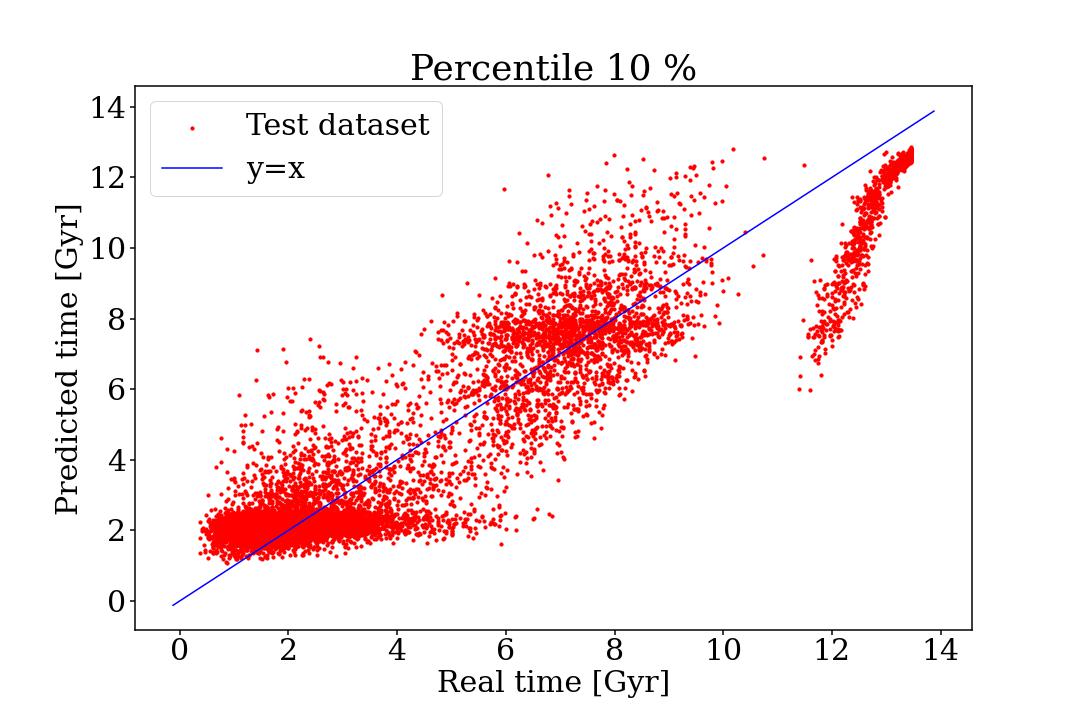 Percentile 10 %
Test dataset
y=x
Predicted time [Gyr]
14
12
10
8
6
4
2
0
0 2 4 6 8 10 12 14
Real time [Gyr]